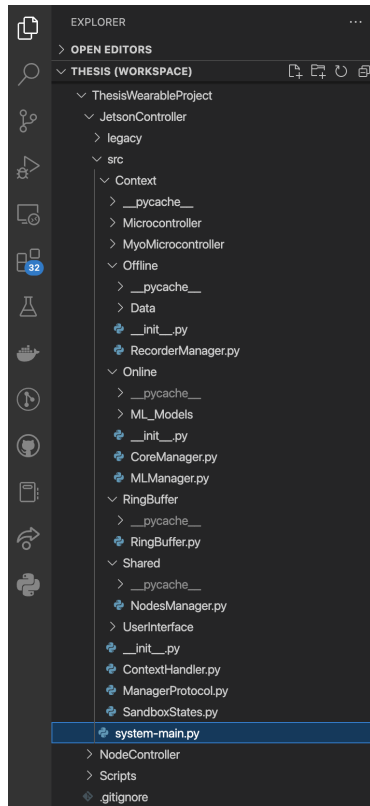 EXPLORER
OPEN EDITORS
THESIS (WORKSPACE)
ThesisWearableProject
JetsonController
legacy
src
Context
__pycache__
Microcontroller
MyoMicrocontroller
Offline
__pycache__
Data
__init__.py
RecorderManager.py
Online
__pycache__
ML_Models
__init__.py
CoreManager.py
MLManager.py
RingBuffer
__pycache__
RingBuffer.py
Shared
__pycache__
NodesManager.py
UserInterface
__init__.py
ContextHandler.py
ManagerProtocol.py
SandboxStates.py
system-main.py
NodeController
Scripts
.gitignore
32